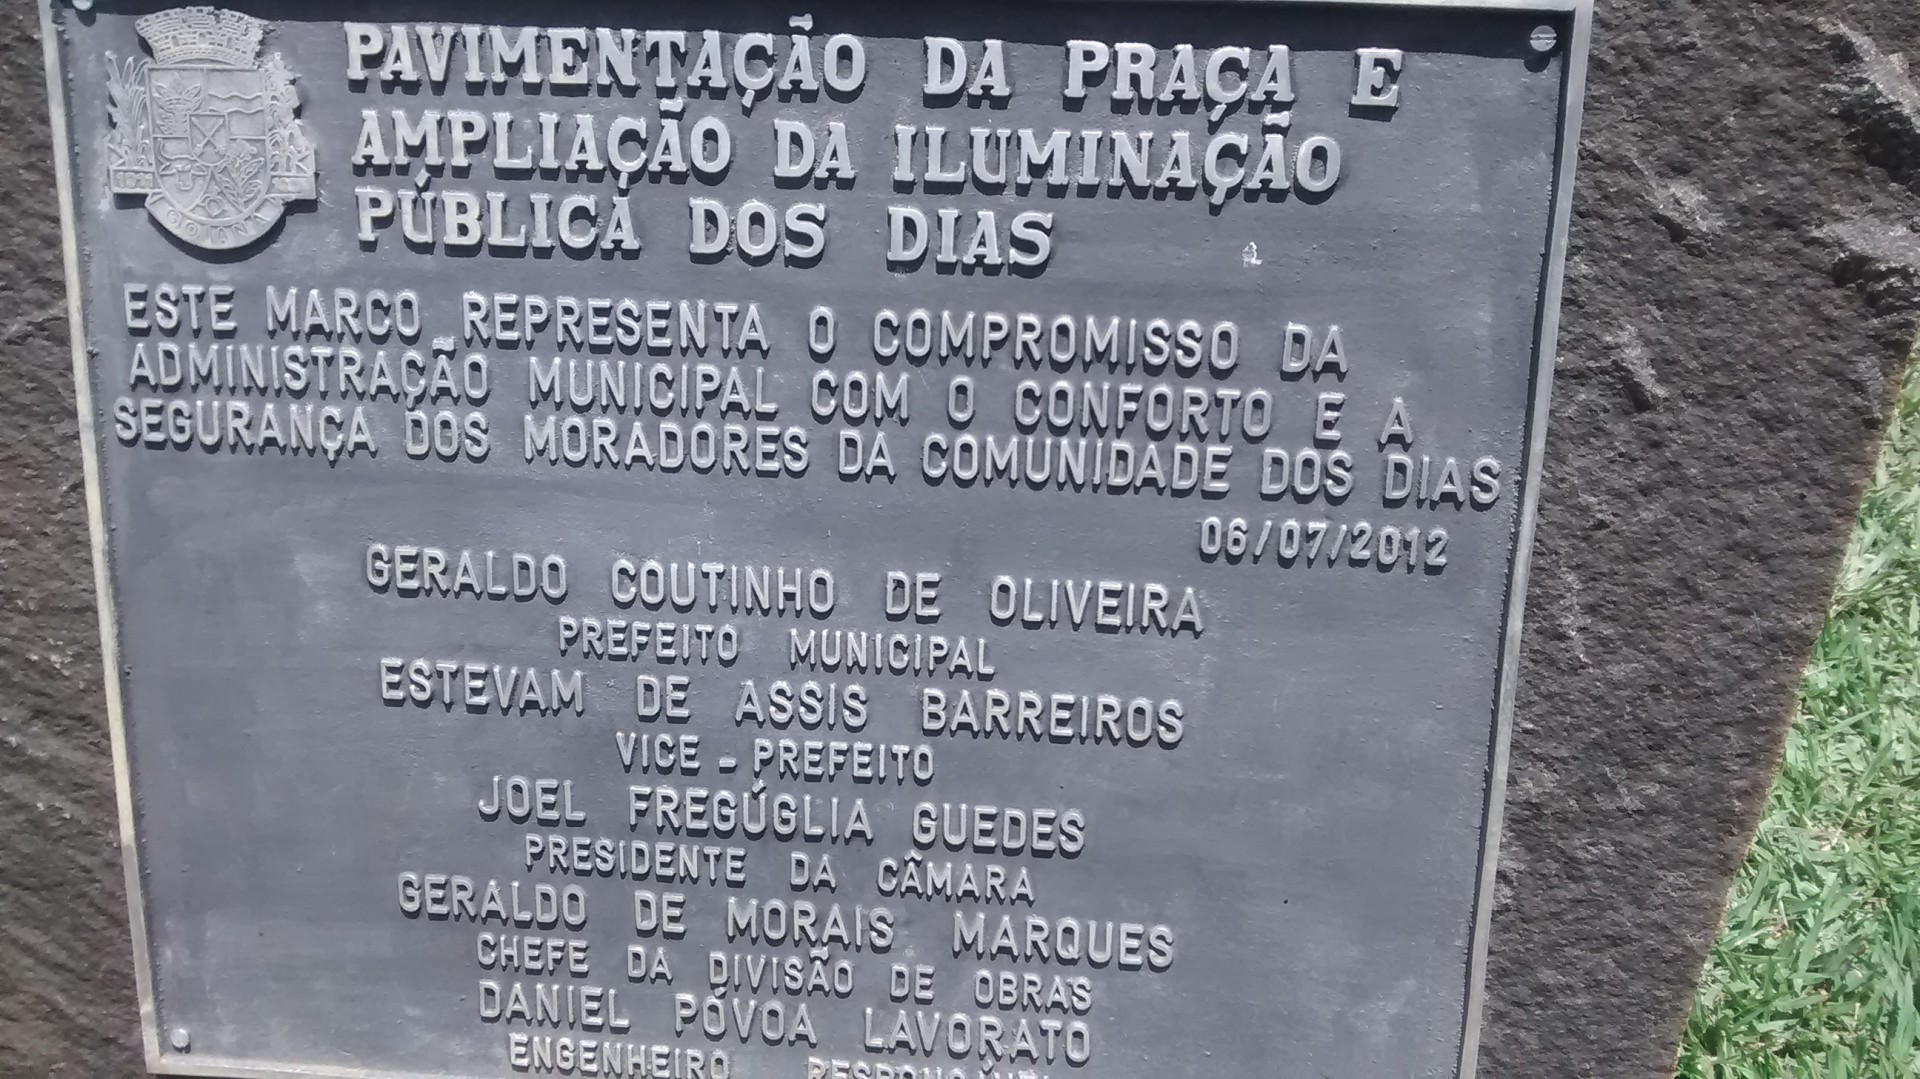 PAVIMENTAÇÃO DA PRAÇA E
AMPLIAÇÃO DA ILUMINAÇÃO
PÚBLICA DOS DIAS
ESTE MARCO REPRESENTA O COMPROMISSO DA
ADMINISTRAÇÃO MUNICIPAL COM O CONFORTO E A
SEGURANÇA DOS MORADORES DA COMUNIDADE DOS DIAS
06/07/2012
GERALDO COUTINHO DE OLIVEIRA
PREFEITO MUNICIPAL
ESTEVAM DE ASSIS BARREIROS
VICE - PREFEITO
JOEL FREGÚGLIA GUEDES
PRESIDENTE DA CÂMARA
GERALDO DE MORAIS MARQUES
CHEFE DA DIVISÃO DE OBRAS
DANIEL PÓVOA LAVORATO
ENGENHEIRO